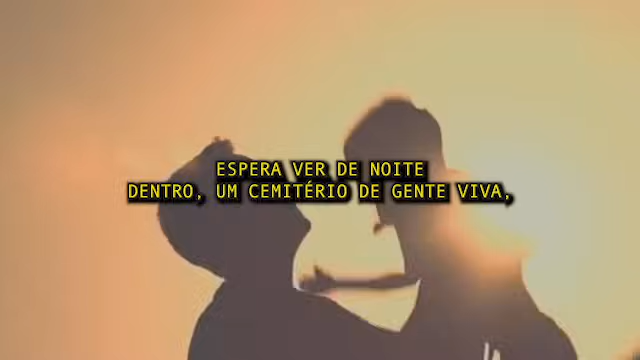 ESPERA VER DE NOITE
DENTRO, UM CEMITÉRIO DE GENTE VIVA,